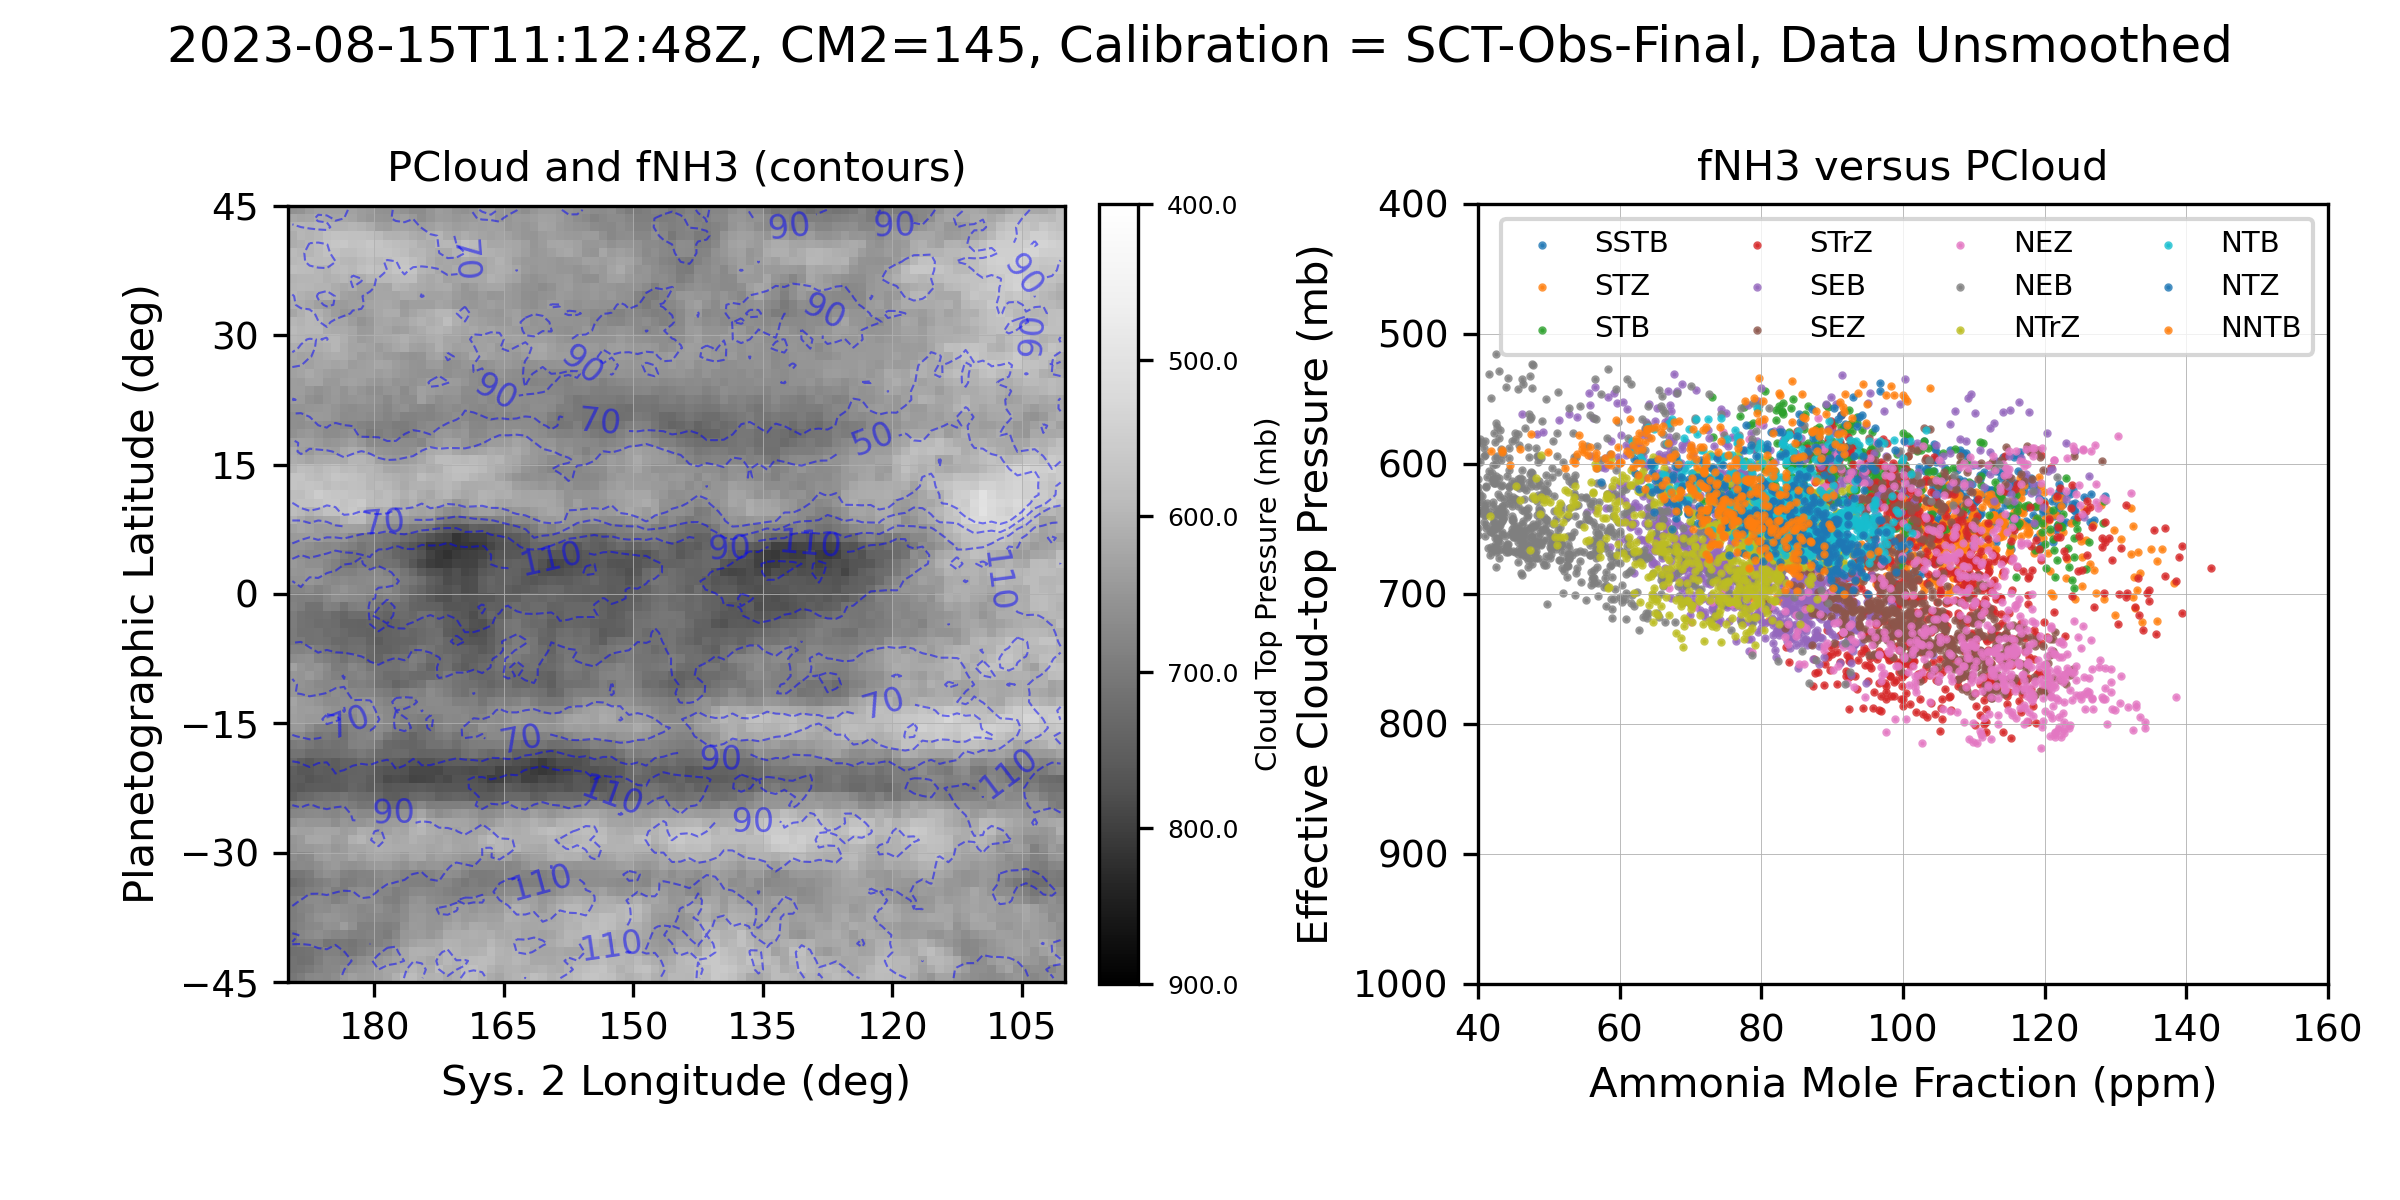 2023-08-15T11:12:48Z, CM2=145, Calibration = SCT-Obs-Final, Data Unsmoothed
PCloud and fNH3 (contours)
Planetographic Latitude (deg)
45
30
15
0
−15
−30
−45
180
165
150
135
120
105
Sys. 2 Longitude (deg)
90
90
70
90
90
90
90
90
70
50
70
110
90
110
110
70
70
70
90
110
110
90
90
110
110
400.0
500.0
600.0
700.0
800.0
900.0
Cloud Top Pressure (mb)
fNH3 versus PCloud
Effective Cloud-top Pressure (mb)
400
500
600
700
800
900
1000
SSTB
STZ
STB
STrZ
SEB
SEZ
NEZ
NEB
NTrZ
NTB
NTZ
NNTB
40
60
80
100
120
140
160
Ammonia Mole Fraction (ppm)